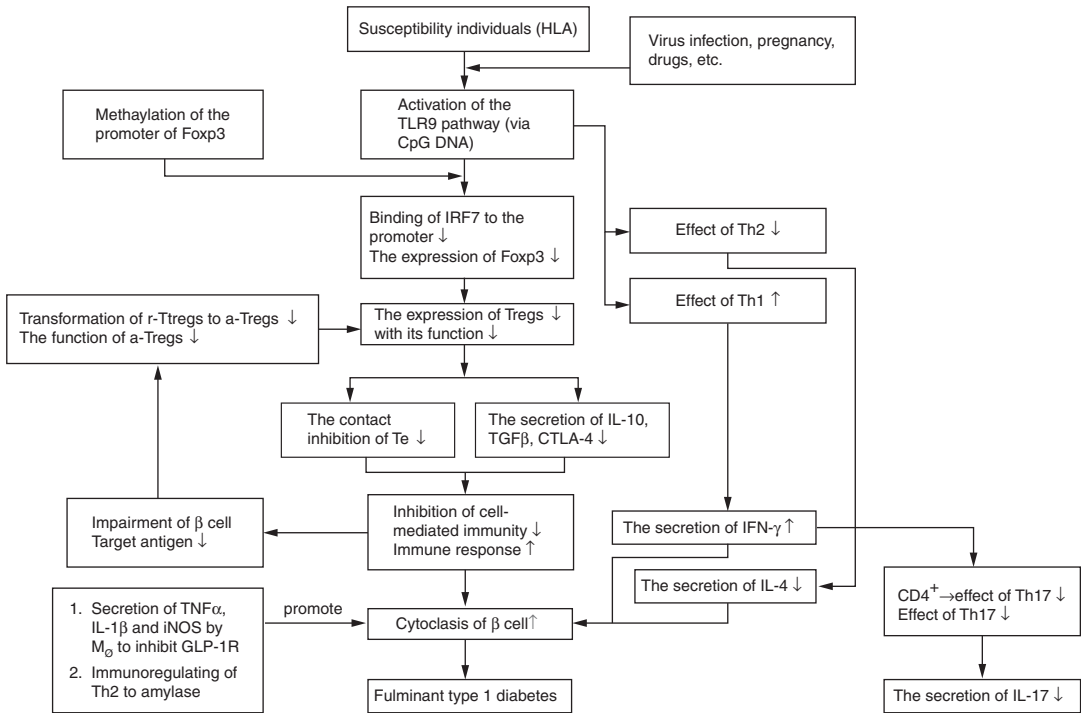 Susceptibility individuals (HLA)
Virus infection, pregnancy,
drugs, etc.
Methaylation of the
promoter of Foxp3
Activation of the
TLR9 pathway (via
CpG DNA)
Binding of IRF7 to the
promoter ↓
The expression of Foxp3 ↓
Effect of Th2 ↓
Effect of Th1 ↑
Transformation of r-Ttregs to a-Tregs ↓
The function of a-Tregs ↓
The expression of Tregs ↓
with its function ↓
The contact
inhibition of Te ↓
The secretion of IL-10,
TGFβ, CTLA-4 ↓
Impairment of β cell
Target antigen ↓
Inhibition of cell-
mediated immunity ↓
Immune response ↑
The secretion of IFN-γ ↑
The secretion of IL-4 ↓
CD4⁺→effect of Th17 ↓
Effect of Th17 ↓
1. Secretion of TNFα,
IL-1β and iNOS by
Mø to inhibit GLP-1R
2. Immunoregulating of
Th2 to amylase
promote
Cytoclasis of β cell↑
Fulminant type 1 diabetes
The secretion of IL-17 ↓